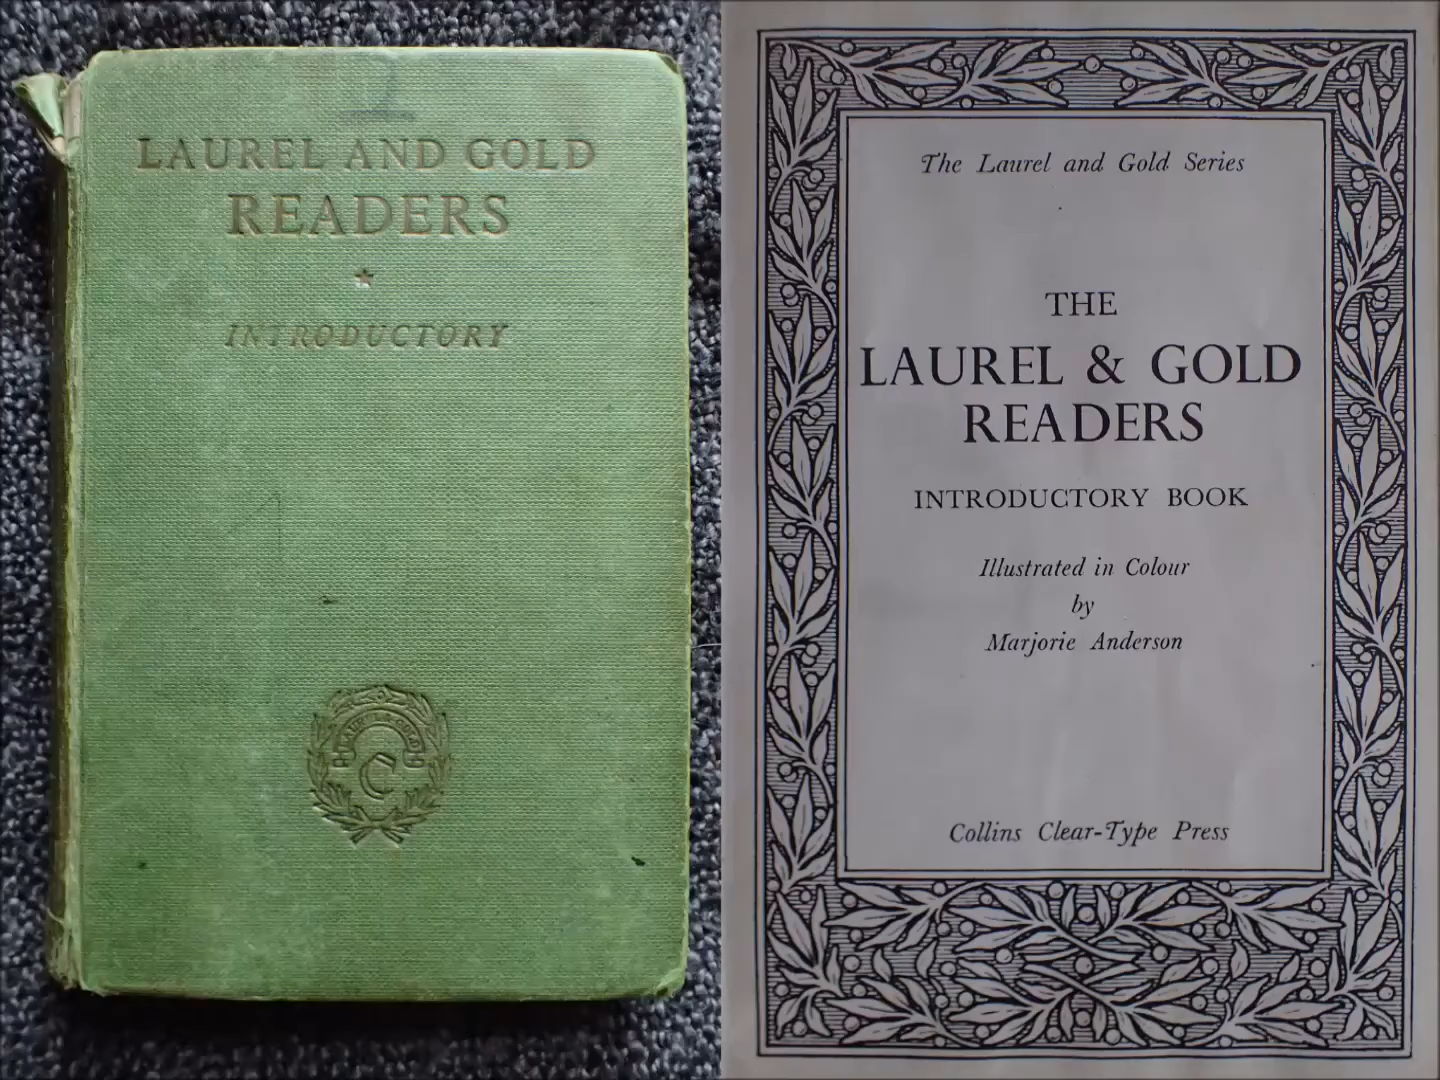 LAUREL AND GOLD
READERS
INTRODUCTORY
C
The Laurel and Gold Series
THE
LAUREL & GOLD
READERS
INTRODUCTORY BOOK
Illustrated in Colour
by
Marjorie Anderson
Collins Clear-Type Press